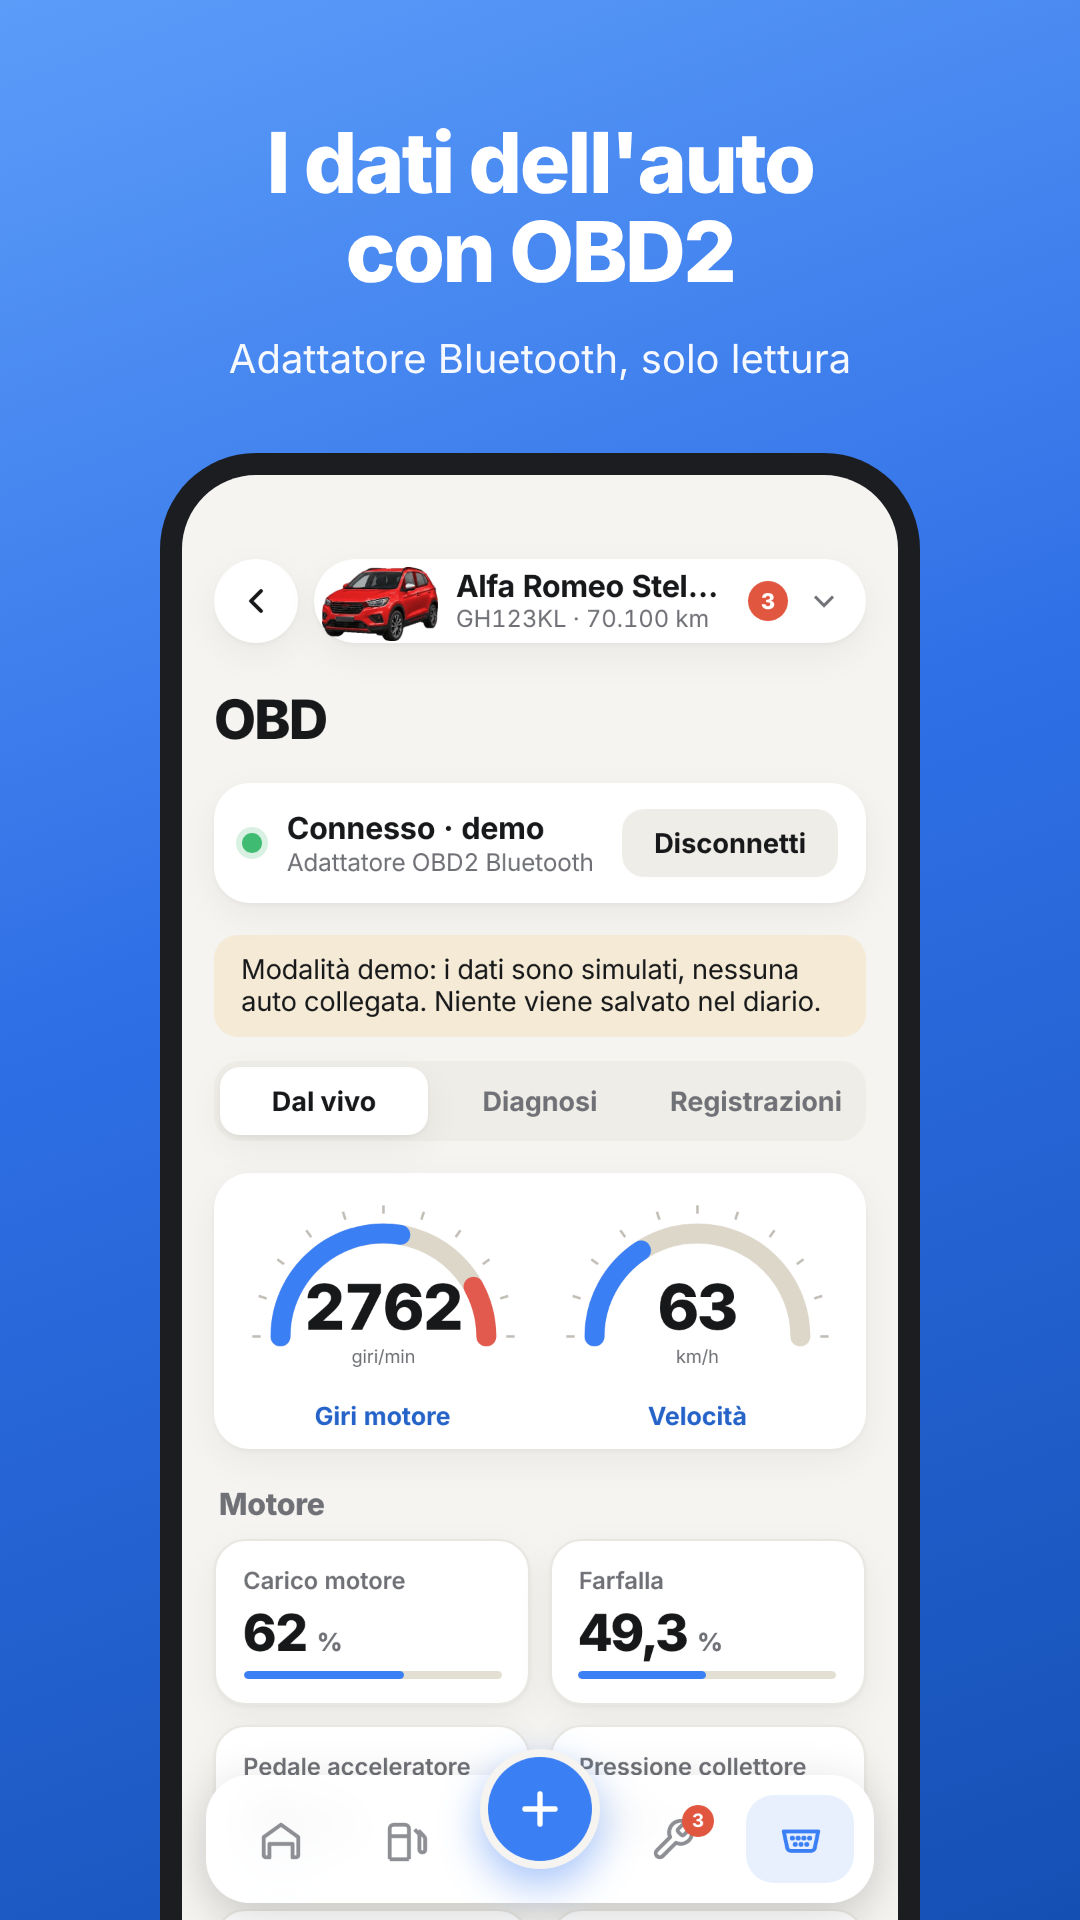 I dati dell'auto
con OBD2
Adattatore Bluetooth, solo lettura
Alfa Romeo Stel...
GH123KL · 70.100 km
3
OBD
Connesso · demo
Adattatore OBD2 Bluetooth
Disconnetti
Modalità demo: i dati sono simulati, nessuna
auto collegata. Niente viene salvato nel diario.
Dal vivo
Diagnosi
Registrazioni
2762
giri/min
Giri motore
63
km/h
Velocità
Motore
Carico motore
62 %
Farfalla
49,3 %
Pedale acceleratore
Pressione collettore
3